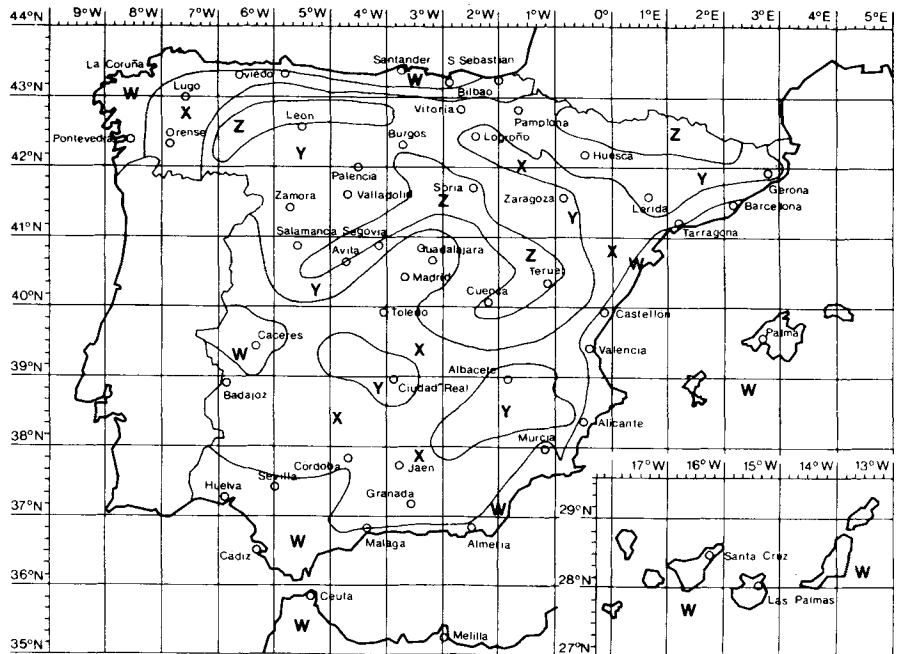 44°N 9°W 8°W 7°W 6°W 5°W 4°W 3°W 2°W 1°W 0° 1°E 2°E 3°E 4°E 5°E
La Coruña Oviedo Santander S Sebastian
43°N W Lugo W Bilbao
X Vitoria Pamplona
Pontevedra Orense Z Leon Burgos Logroño Z
42°N Y X Huesca
Palencia Y Gerona
Zamora Valladolid Soria Zaragoza Lerida Barcelona
41°N Z Y Tarragona
Salamanca Segovia Guadalajara Z X W
Avila Madrid Teruel
40°N Y Cuenca
Toledo Castellon
Caceres Palma
W X Valencia
39°N Albacete
Badajoz Y Ciudad Real W
X Y Alicante
38°N Murcia
Cordoba X Jaen 17°W 16°W 15°W 14°W 13°W
Huelva Sevilla Granada
37°N W 29°N
W Malaga Almeria Santa Cruz
Cadiz W
36°N 28°N
Ceuta Las Palmas
W W
35°N Melilla 27°N